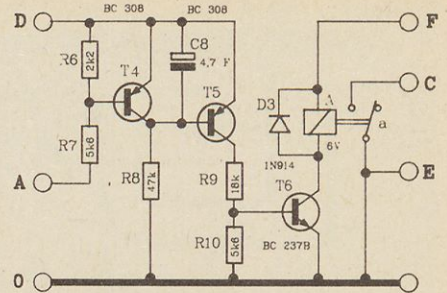 BC 308 BC 308
D F
R6 2k2 C8 4,7 F
T4 C
T5 D3 A a
R7 5k6 6V
1N914
A R8 47k R9 18k T6 E
R10 5k6 BC 237B
0